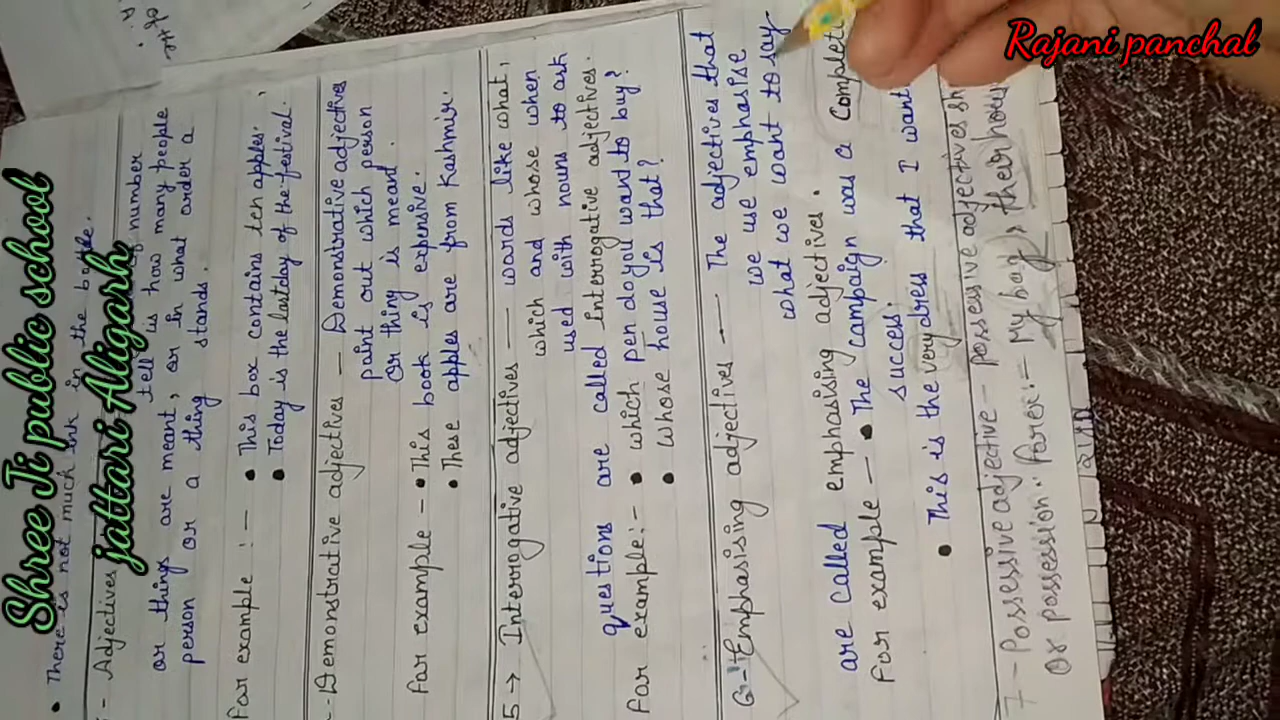 Rajani panchal
Shree Ji public school
jattari Aligarh
• There is not much ink in the bottle.
- Adjectives of number
tell is how many people
or things are meant, or in what order a
person or a thing stands.
For example :- • This box contains ten apples.
• Today is the last day of the festival.
- Demonstrative adjectives - Demonstrative adjectives
point out which person
or thing is meant.
For example - • This book is expensive.
• These apples are from Kashmir.
5 → Interrogative adjectives — words like what,
which and whose when
used with nouns to ask
questions are called Interrogative adjectives.
For example:- • which pen do you want to buy?
• whose house is that?
6 - Emphasising adjectives — The adjectives that
we use emphasise
what we want to say
are called emphasising adjectives.
For example - • The campaign was a complet
success.
• This is the very dress that I want
7 - Possessive adjective - possessive adjectives sh
or possession. For ex:- My bag, their hous